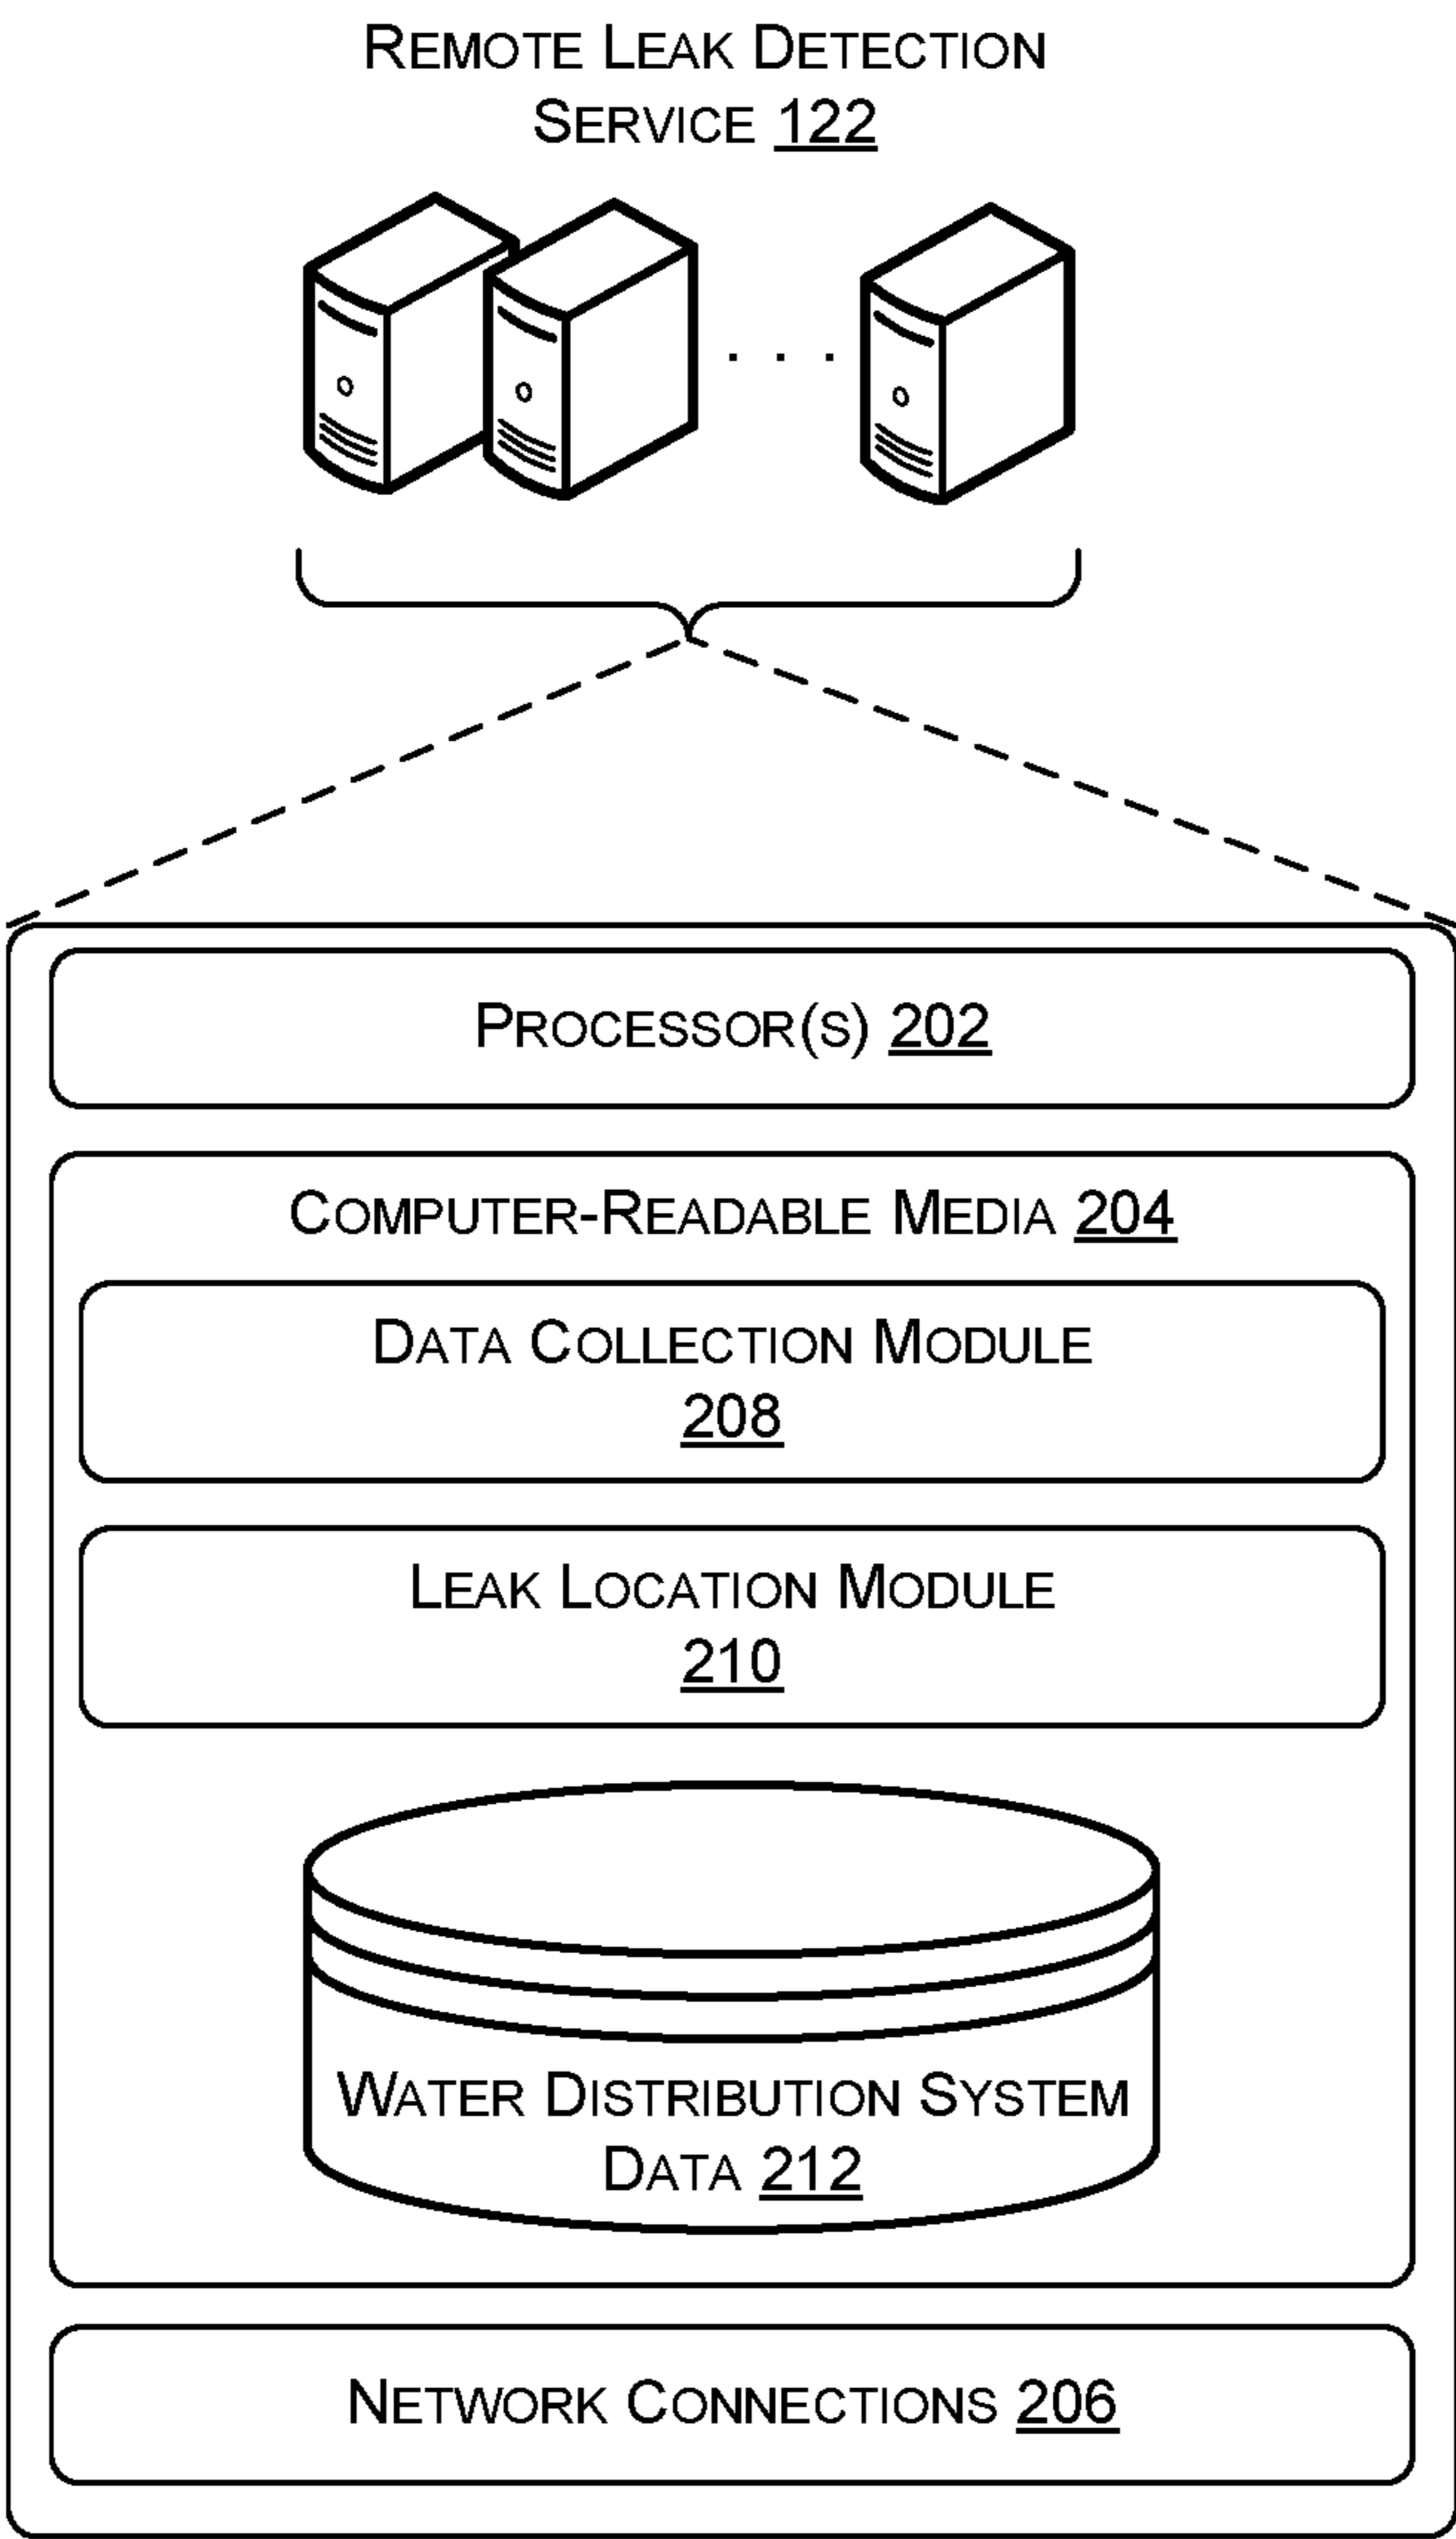 REMOTE LEAK DETECTION
SERVICE 122
PROCESSOR(S) 202
COMPUTER-READABLE MEDIA 204
DATA COLLECTION MODULE
208
LEAK LOCATION MODULE
210
WATER DISTRIBUTION SYSTEM
DATA 212
NETWORK CONNECTIONS 206